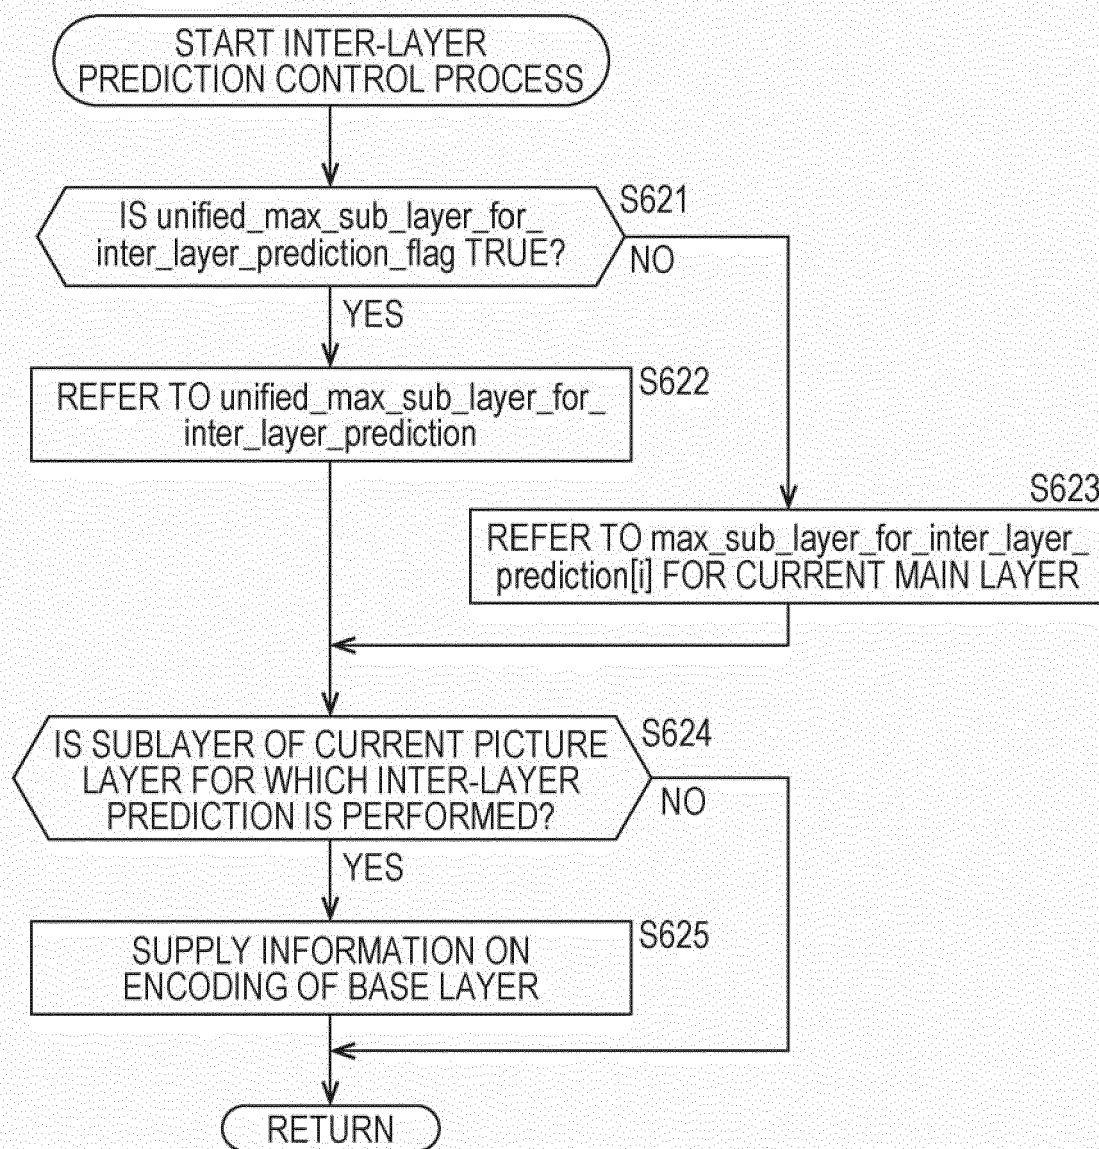 START INTER-LAYER
PREDICTION CONTROL PROCESS
S621
IS unified_max_sub_layer_for_
inter_layer_prediction_flag TRUE?
NO
YES
S622
REFER TO unified_max_sub_layer_for_
inter_layer_prediction
S623
REFER TO max_sub_layer_for_inter_layer_
prediction[i] FOR CURRENT MAIN LAYER
S624
IS SUBLAYER OF CURRENT PICTURE
LAYER FOR WHICH INTER-LAYER
PREDICTION IS PERFORMED?
NO
YES
S625
SUPPLY INFORMATION ON
ENCODING OF BASE LAYER
RETURN